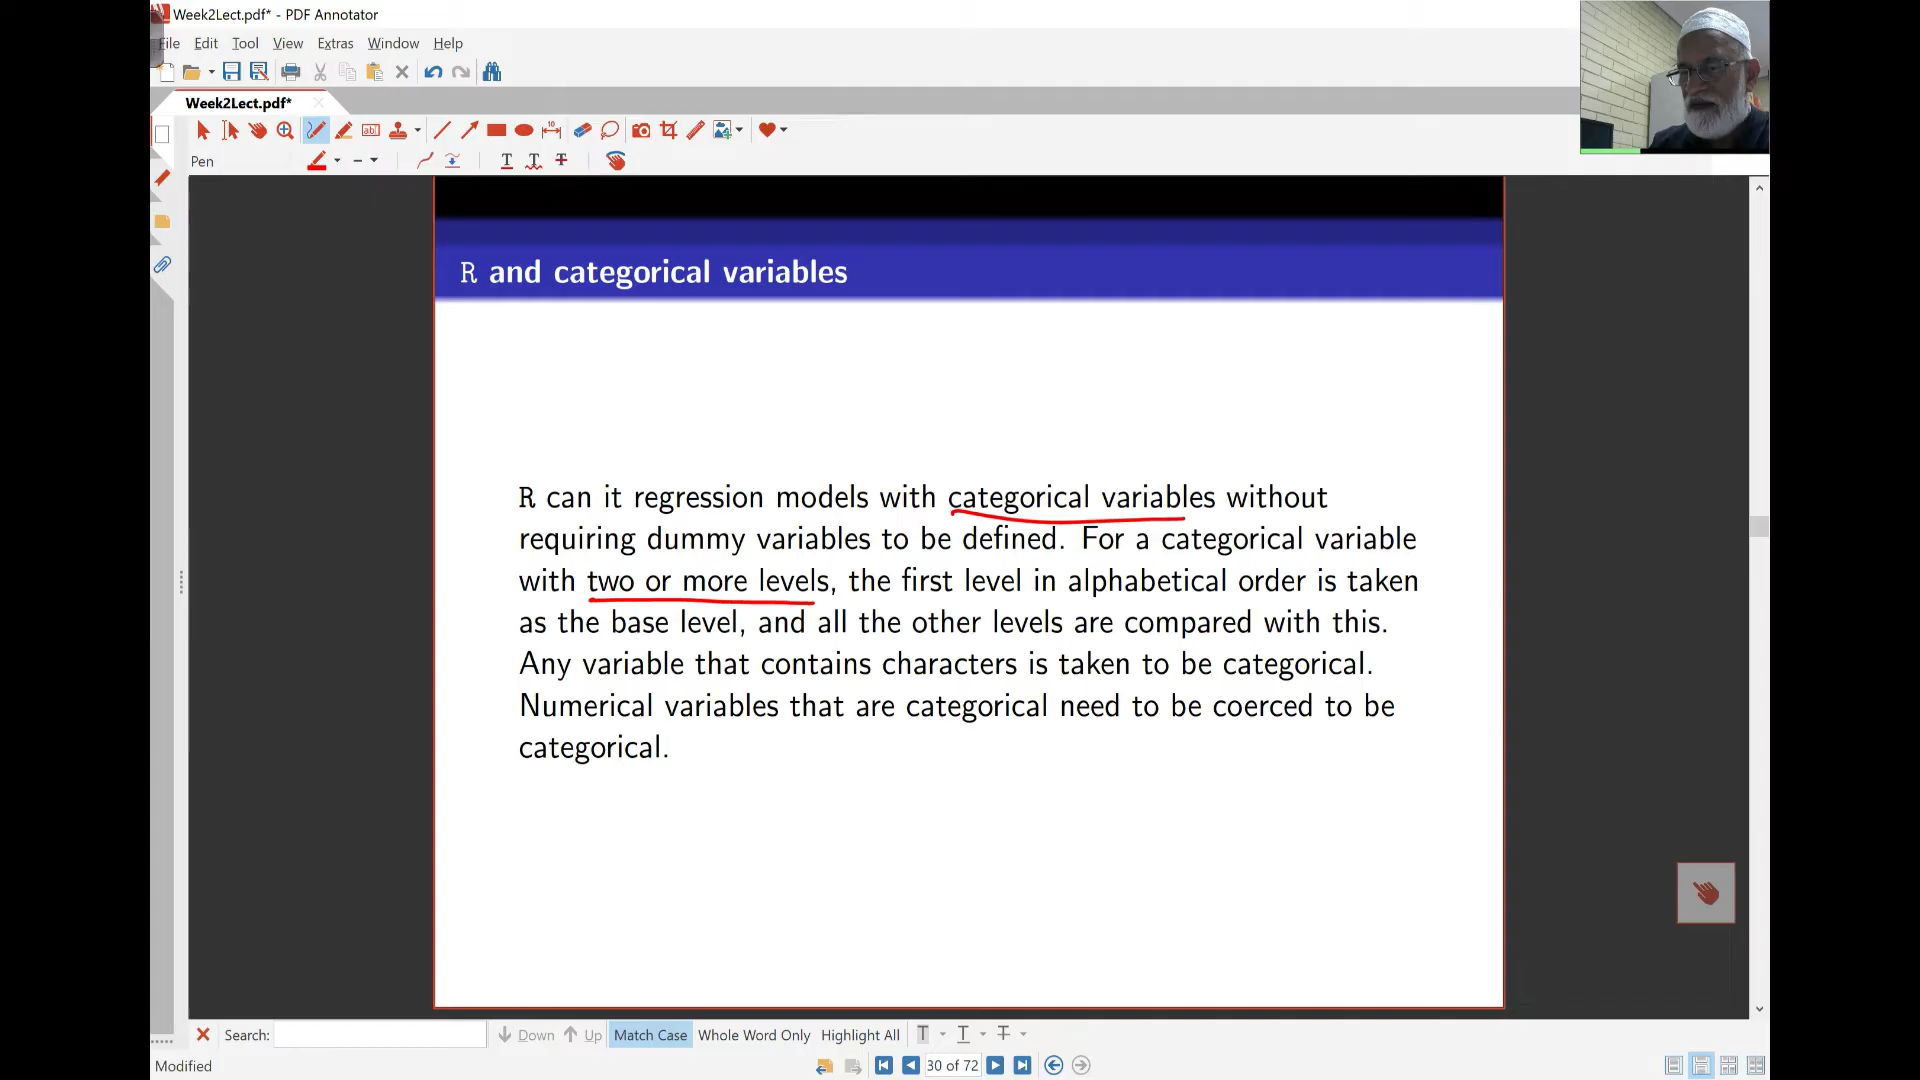 Week2Lect.pdf* - PDF Annotator
File Edit Tool View Extras Window Help
Week2Lect.pdf*
Pen
R and categorical variables
R can it regression models with categorical variables without
requiring dummy variables to be defined. For a categorical variable
with two or more levels, the first level in alphabetical order is taken
as the base level, and all the other levels are compared with this.
Any variable that contains characters is taken to be categorical.
Numerical variables that are categorical need to be coerced to be
categorical.
Search: Down Up Match Case Whole Word Only Highlight All
Modified 30 of 72